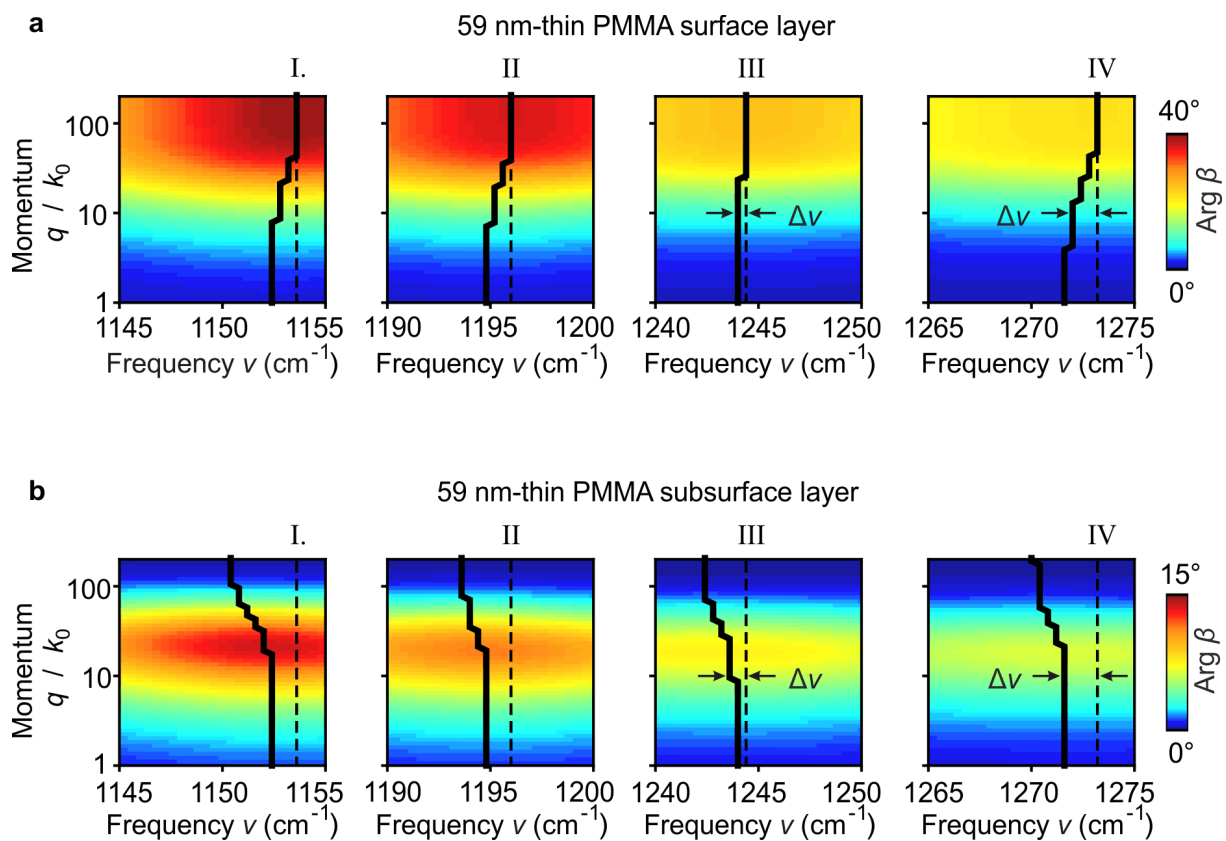 a
59 nm-thin PMMA surface layer
I.
II
III
IV
Momentum
q / k0
100
10
1
Δν
Δν
40°
Arg β
0°
1145 1150 1155
1190 1195 1200
1240 1245 1250
1265 1270 1275
Frequency ν (cm⁻¹)
Frequency ν (cm⁻¹)
Frequency ν (cm⁻¹)
Frequency ν (cm⁻¹)
b
59 nm-thin PMMA subsurface layer
I.
II
III
IV
Momentum
q / k0
100
10
1
Δν
Δν
15°
Arg β
0°
1145 1150 1155
1190 1195 1200
1240 1245 1250
1265 1270 1275
Frequency ν (cm⁻¹)
Frequency ν (cm⁻¹)
Frequency ν (cm⁻¹)
Frequency ν (cm⁻¹)